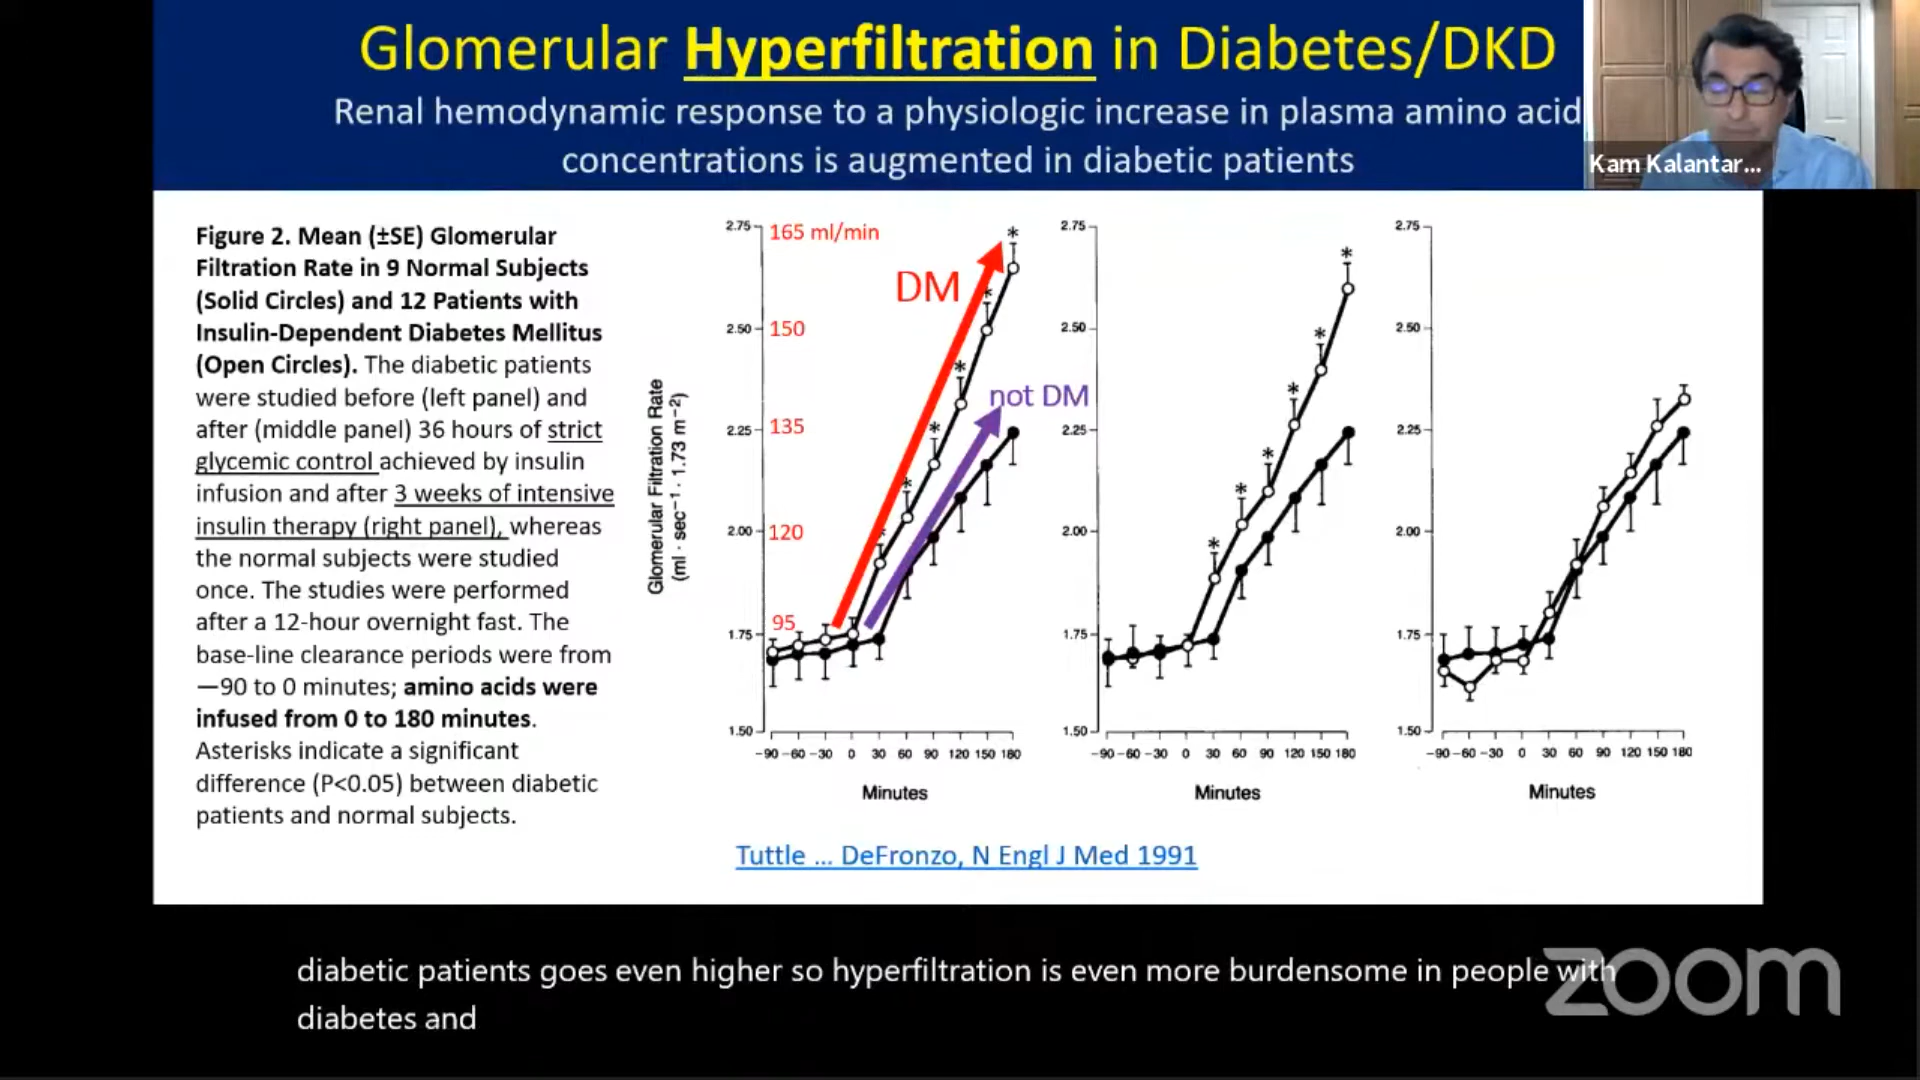 Glomerular Hyperfiltration in Diabetes/DKD
Renal hemodynamic response to a physiologic increase in plasma amino acid
concentrations is augmented in diabetic patients
Kam Kalantar...
Figure 2. Mean (±SE) Glomerular
Filtration Rate in 9 Normal Subjects
(Solid Circles) and 12 Patients with
Insulin-Dependent Diabetes Mellitus
(Open Circles). The diabetic patients
were studied before (left panel) and
after (middle panel) 36 hours of strict
glycemic control achieved by insulin
infusion and after 3 weeks of intensive
insulin therapy (right panel), whereas
the normal subjects were studied
once. The studies were performed
after a 12-hour overnight fast. The
base-line clearance periods were from
—90 to 0 minutes; amino acids were
infused from 0 to 180 minutes.
Asterisks indicate a significant
difference (P<0.05) between diabetic
patients and normal subjects.
Glomerular Filtration Rate
(ml · sec⁻¹ · 1.73 m⁻²)
2.75
2.50
2.25
2.00
1.75
1.50
165 ml/min
150
135
120
95
DM
not DM
-90 -60 -30 0 30 60 90 120 150 180
Minutes
2.75
2.50
2.25
2.00
1.75
1.50
-90 -60 -30 0 30 60 90 120 150 180
Minutes
2.75
2.50
2.25
2.00
1.75
1.50
-90 -60 -30 0 30 60 90 120 150 180
Minutes
Tuttle ... DeFronzo, N Engl J Med 1991
diabetic patients goes even higher so hyperfiltration is even more burdensome in people with
diabetes and
zoom